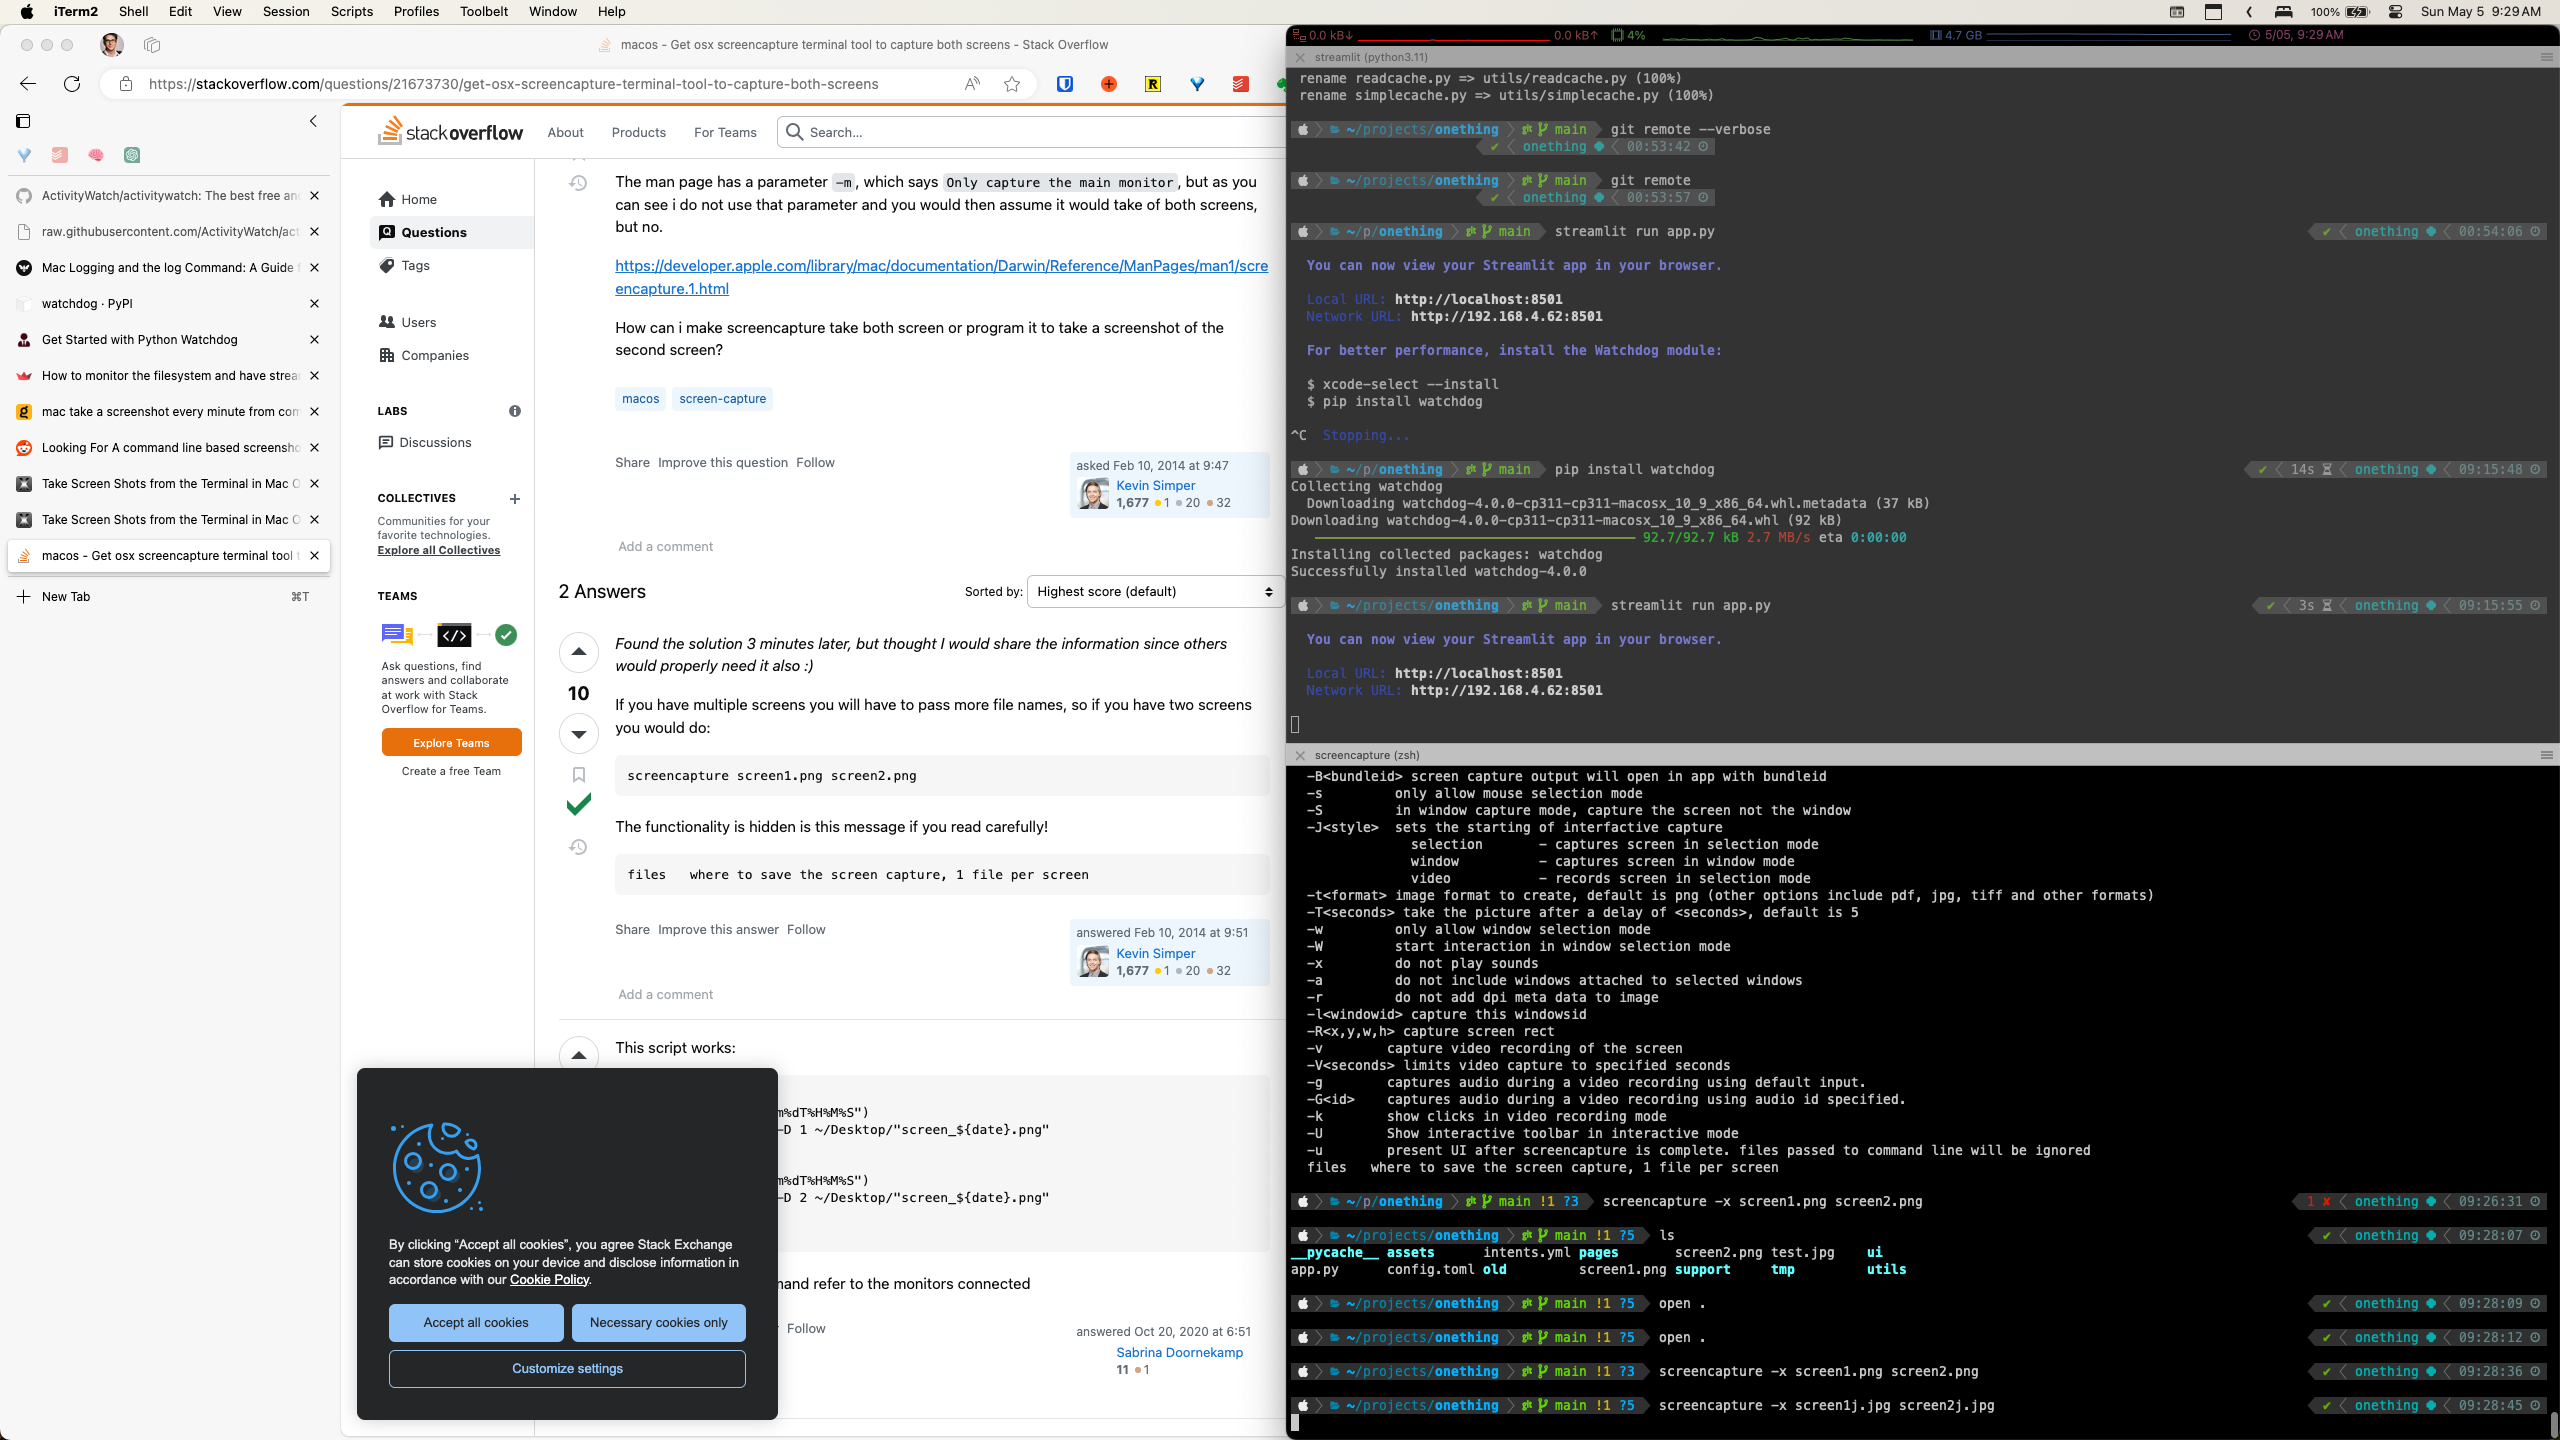 iTerm2 Shell Edit View Session Scripts Profiles Toolbelt Window Help
100% Sun May 5 9:29 AM
macos - Get osx screencapture terminal tool to capture both screens - Stack Overflow
https://stackoverflow.com/questions/21673730/get-osx-screencapture-terminal-tool-to-capture-both-screens
ActivityWatch/activitywatch: The best free an
raw.githubusercontent.com/ActivityWatch/act
Mac Logging and the log Command: A Guide f
watchdog · PyPI
Get Started with Python Watchdog
How to monitor the filesystem and have strea
mac take a screenshot every minute from com
Looking For A command line based screensho
Take Screen Shots from the Terminal in Mac O
Take Screen Shots from the Terminal in Mac O
macos - Get osx screencapture terminal tool t
New Tab ⌘T
stackoverflow
About Products For Teams
Search...
Home
Questions
Tags
Users
Companies
LABS
Discussions
COLLECTIVES
Communities for your
favorite technologies.
Explore all Collectives
TEAMS
Ask questions, find
answers and collaborate
at work with Stack
Overflow for Teams.
Explore Teams
Create a free Team
The man page has a parameter -m, which says Only capture the main monitor, but as you
can see i do not use that parameter and you would then assume it would take of both screens,
but no.
https://developer.apple.com/library/mac/documentation/Darwin/Reference/ManPages/man1/scre
encapture.1.html
How can i make screencapture take both screen or program it to take a screenshot of the
second screen?
macos screen-capture
Share Improve this question Follow
asked Feb 10, 2014 at 9:47
Kevin Simper
1,677 1 20 32
Add a comment
2 Answers
Sorted by: Highest score (default)
10
Found the solution 3 minutes later, but thought I would share the information since others
would properly need it also :)
If you have multiple screens you will have to pass more file names, so if you have two screens
you would do:
screencapture screen1.png screen2.png
The functionality is hidden is this message if you read carefully!
files   where to save the screen capture, 1 file per screen
Share Improve this answer Follow
answered Feb 10, 2014 at 9:51
Kevin Simper
1,677 1 20 32
Add a comment
This script works:
m%dT%H%M%S")
-D 1 ~/Desktop/"screen_${date}.png"
m%dT%H%M%S")
-D 2 ~/Desktop/"screen_${date}.png"
mand refer to the monitors connected
Follow
answered Oct 20, 2020 at 6:51
Sabrina Doornekamp
11 1
By clicking “Accept all cookies”, you agree Stack Exchange
can store cookies on your device and disclose information in
accordance with our Cookie Policy.
Accept all cookies
Necessary cookies only
Customize settings
0.0 kB↓ 0.0 kB↑ 4% 4.7 GB 5/05, 9:29 AM
streamlit (python3.11)
rename readcache.py => utils/readcache.py (100%)
rename simplecache.py => utils/simplecache.py (100%)
~/projects/onething main git remote --verbose
✔ onething 00:53:42
~/projects/onething main git remote
✔ onething 00:53:57
~/p/onething main streamlit run app.py ✔ onething 00:54:06
You can now view your Streamlit app in your browser.
Local URL: http://localhost:8501
Network URL: http://192.168.4.62:8501
For better performance, install the Watchdog module:
$ xcode-select --install
$ pip install watchdog
^C Stopping...
~/p/onething main pip install watchdog ✔ 14s onething 09:15:48
Collecting watchdog
Downloading watchdog-4.0.0-cp311-cp311-macosx_10_9_x86_64.whl.metadata (37 kB)
Downloading watchdog-4.0.0-cp311-cp311-macosx_10_9_x86_64.whl (92 kB)
92.7/92.7 kB 2.7 MB/s eta 0:00:00
Installing collected packages: watchdog
Successfully installed watchdog-4.0.0
~/projects/onething main streamlit run app.py ✔ 3s onething 09:15:55
You can now view your Streamlit app in your browser.
Local URL: http://localhost:8501
Network URL: http://192.168.4.62:8501
screencapture (zsh)
-B<bundleid> screen capture output will open in app with bundleid
-s         only allow mouse selection mode
-S         in window capture mode, capture the screen not the window
-J<style>  sets the starting of interfactive capture
selection       - captures screen in selection mode
window          - captures screen in window mode
video           - records screen in selection mode
-t<format> image format to create, default is png (other options include pdf, jpg, tiff and other formats)
-T<seconds> take the picture after a delay of <seconds>, default is 5
-w         only allow window selection mode
-W         start interaction in window selection mode
-x         do not play sounds
-a         do not include windows attached to selected windows
-r         do not add dpi meta data to image
-l<windowid> capture this windowsid
-R<x,y,w,h> capture screen rect
-v        capture video recording of the screen
-V<seconds> limits video capture to specified seconds
-g        captures audio during a video recording using default input.
-G<id>    captures audio during a video recording using audio id specified.
-k        show clicks in video recording mode
-U        Show interactive toolbar in interactive mode
-u        present UI after screencapture is complete. files passed to command line will be ignored
files   where to save the screen capture, 1 file per screen
~/p/onething main !1 ?3 screencapture -x screen1.png screen2.png 1 ✘ onething 09:26:31
~/projects/onething main !1 ?5 ls ✔ onething 09:28:07
__pycache__ assets      intents.yml pages       screen2.png test.jpg    ui
app.py      config.toml old         screen1.png support     tmp         utils
~/projects/onething main !1 ?5 open . ✔ onething 09:28:09
~/projects/onething main !1 ?5 open . ✔ onething 09:28:12
~/projects/onething main !1 ?3 screencapture -x screen1.png screen2.png ✔ onething 09:28:36
~/projects/onething main !1 ?5 screencapture -x screen1j.jpg screen2j.jpg ✔ onething 09:28:45